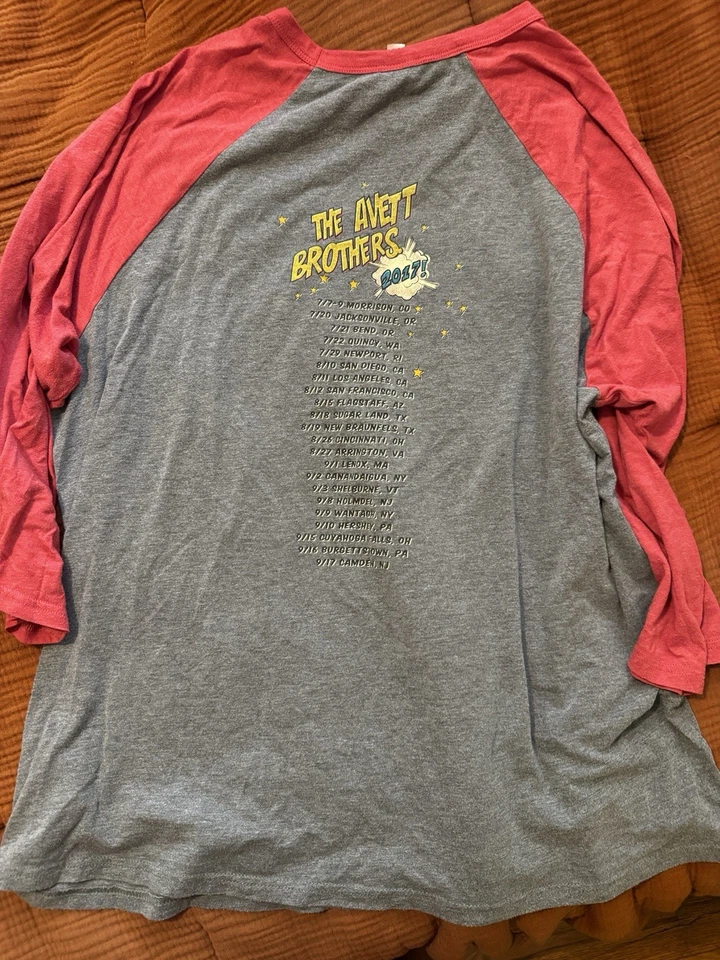 THE AVETT
BROTHERS
2017!
7/7-9 MORRISON, CO
7/20 JACKSONVILLE, OR
7/21 BEND, OR
7/22 QUINCY, WA
7/29 NEWPORT, RI
8/10 SAN DIEGO, CA
8/11 LOS ANGELES, CA
8/12 SAN FRANCISCO, CA
8/15 FLAGSTAFF, AZ
8/18 SUGAR LAND, TX
8/19 NEW BRAUNFELS, TX
8/26 CINCINNATI, OH
8/27 ARRINGTON, VA
9/1 LENOX, MA
9/2 CANANDAIGUA, NY
9/3 SHELBURNE, VT
9/8 HOLMDEL, NJ
9/9 WANTAGH, NY
9/10 HERSHEY, PA
9/15 CUYAHOGA FALLS, OH
9/16 BURGETTSTOWN, PA
9/17 CAMDEN NJ